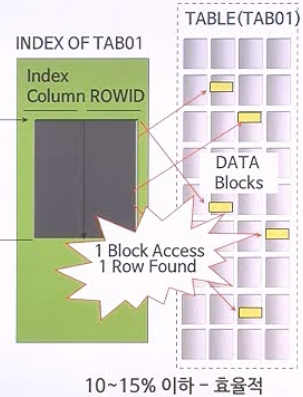 TABLE(TAB01)
INDEX OF TAB01
Index
Column ROWID
DATA
Blocks
1 Block Access
1 Row Found
10~15% 이하 - 효율적